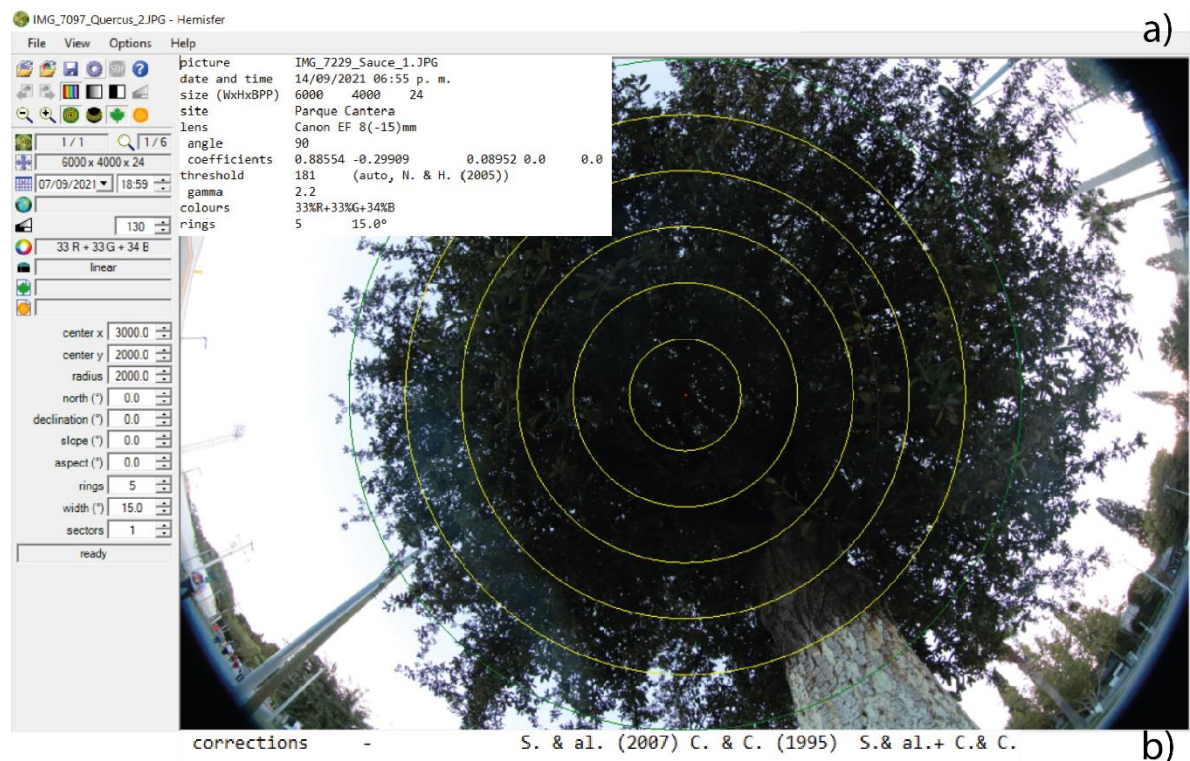 IMG_7097_Quercus_2.JPG - Hemisfer
a)
File View Options Help
picture IMG_7229_Sauce_1.JPG
date and time 14/09/2021 06:55 p. m.
size (WxHxBPP) 6000 4000 24
site Parque Cantera
lens Canon EF 8(-15)mm
angle 90
coefficients 0.88554 -0.29909 0.08952 0.0 0.0
threshold 181 (auto, N. & H. (2005))
gamma 2.2
colours 33%R+33%G+34%B
rings 5 15.0°
STOP
1 / 1 1 / 6
6000 x 4000 x 24
07/09/2021 18:59
130
33 R + 33 G + 34 B
linear
center x 3000.0
center y 2000.0
radius 2000.0
north (°) 0.0
declination (°) 0.0
slope (°) 0.0
aspect (°) 0.0
rings 5
width (°) 15.0
sectors 1
ready
corrections - S. & al. (2007) C. & C. (1995) S.& al.+ C.& C.
b)